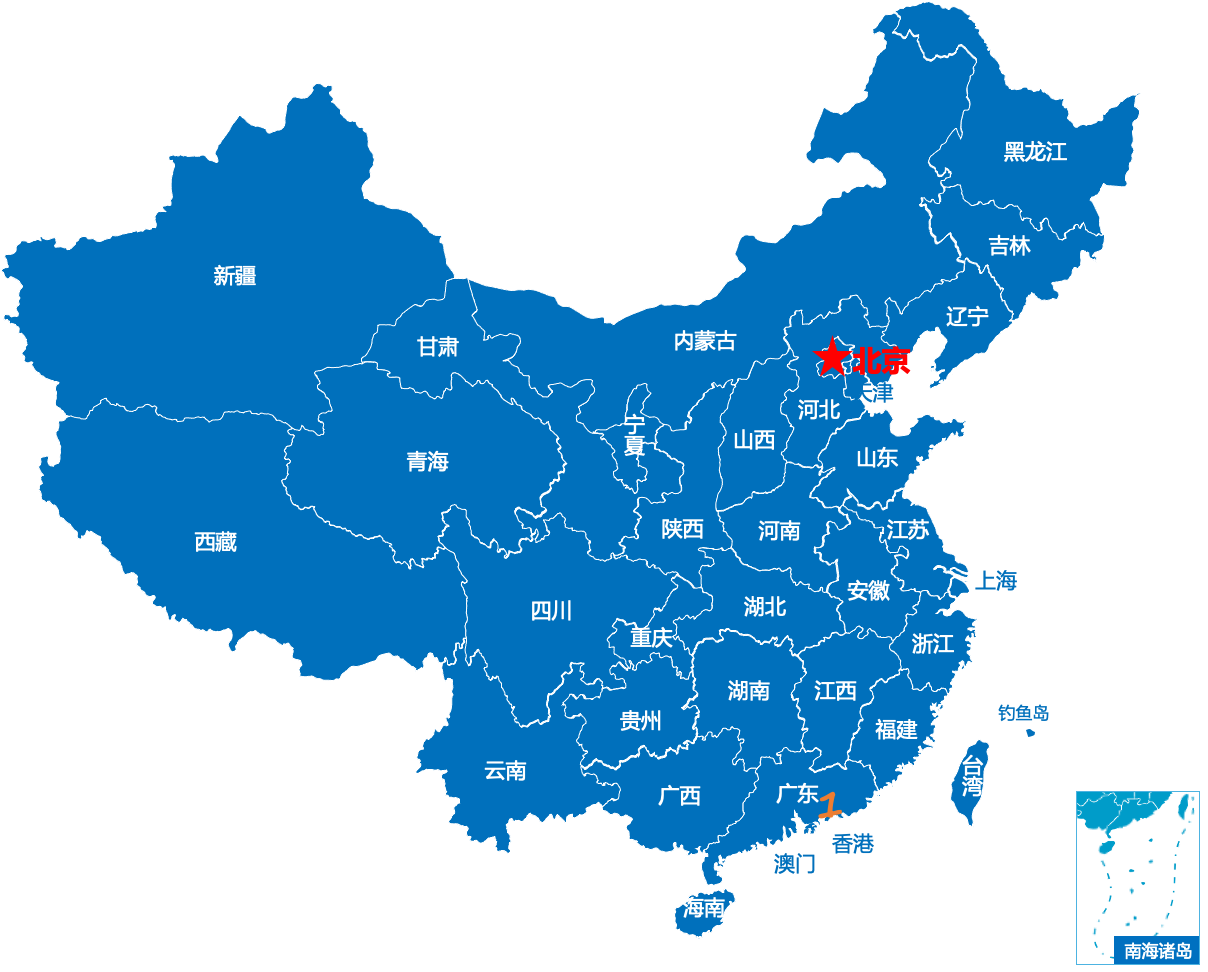 黑龙江
吉林
新疆
辽宁
内蒙古
甘肃
北京
天津
河北
宁夏
山西
山东
青海
陕西
河南
江苏
西藏
上海
安徽
湖北
四川
重庆
浙江
湖南
江西
钓鱼岛
贵州
福建
云南
台湾
广西
广东
1
香港
澳门
海南
南海诸岛